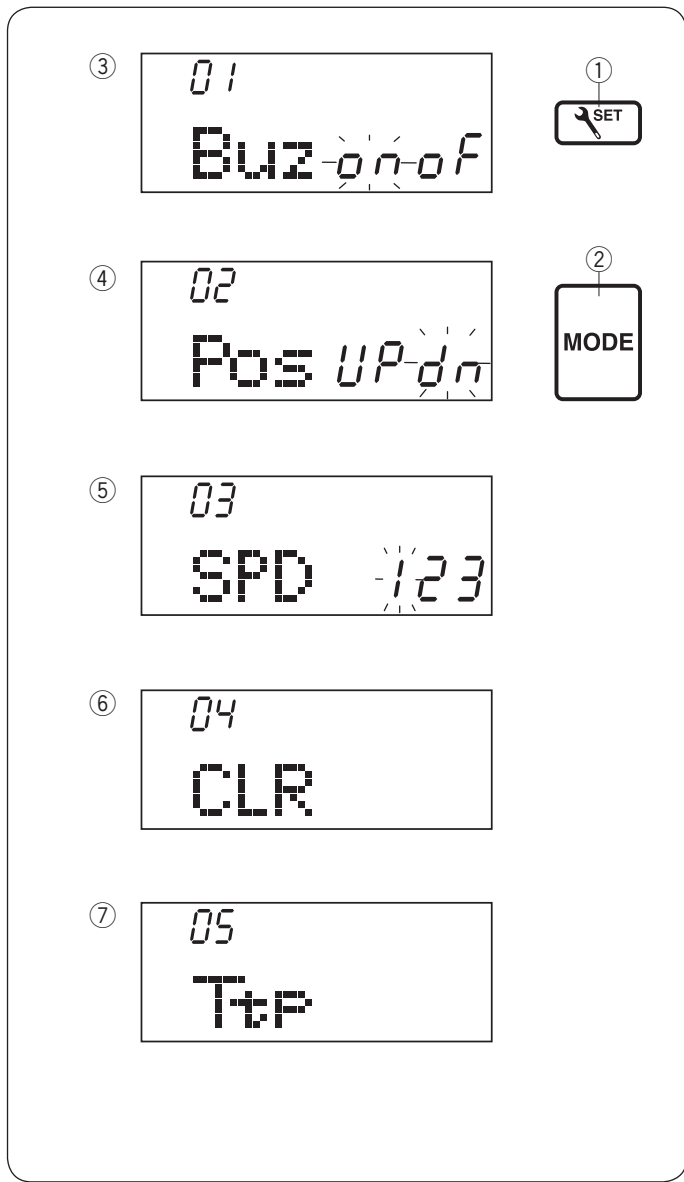 ③ 01
Buz on oF
① SET
④ 02
Pos UP dn
② MODE
⑤ 03
SPD 123
⑥ 04
CLR
⑦ 05
Ttp